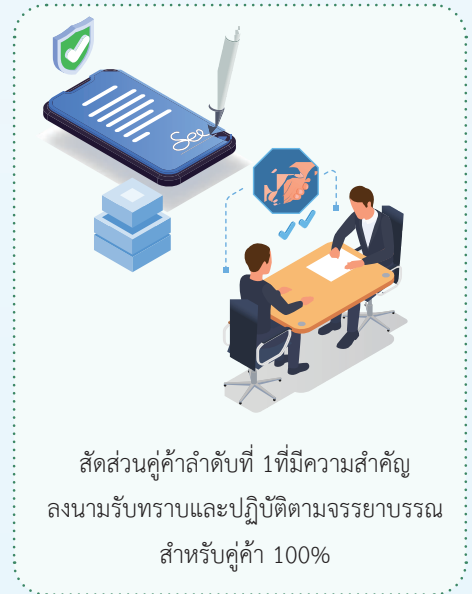 สัดส่วนคู่ค้าลำดับที่ 1ที่มีความสำคัญ
ลงนามรับทราบและปฏิบัติตามจรรยาบรรณ
สำหรับคู่ค้า 100%